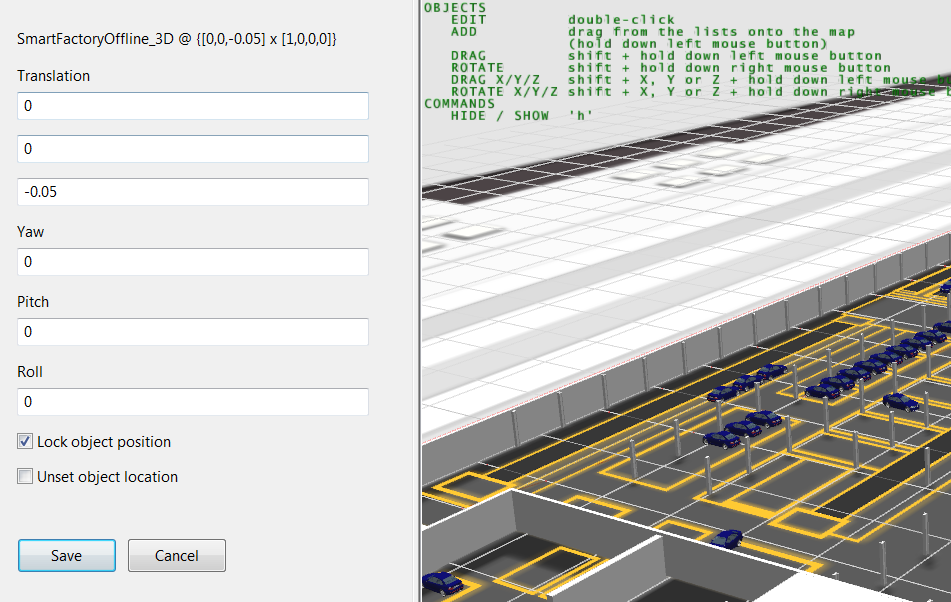 SmartFactoryOffline_3D @ {[0,0,-0.05] x [1,0,0,0]}
Translation
0
0
-0.05
Yaw
0
Pitch
0
Roll
0
Lock object position
Unset object location
Save Cancel
OBJECTS
EDIT double-click
ADD drag from the lists onto the map
(hold down left mouse button)
DRAG shift + hold down left mouse button
ROTATE shift + hold down right mouse button
DRAG X/Y/Z shift + X, Y or Z + hold down left mouse b
ROTATE X/Y/Z shift + X, Y or Z + hold down right mouse
COMMANDS
HIDE / SHOW 'h'